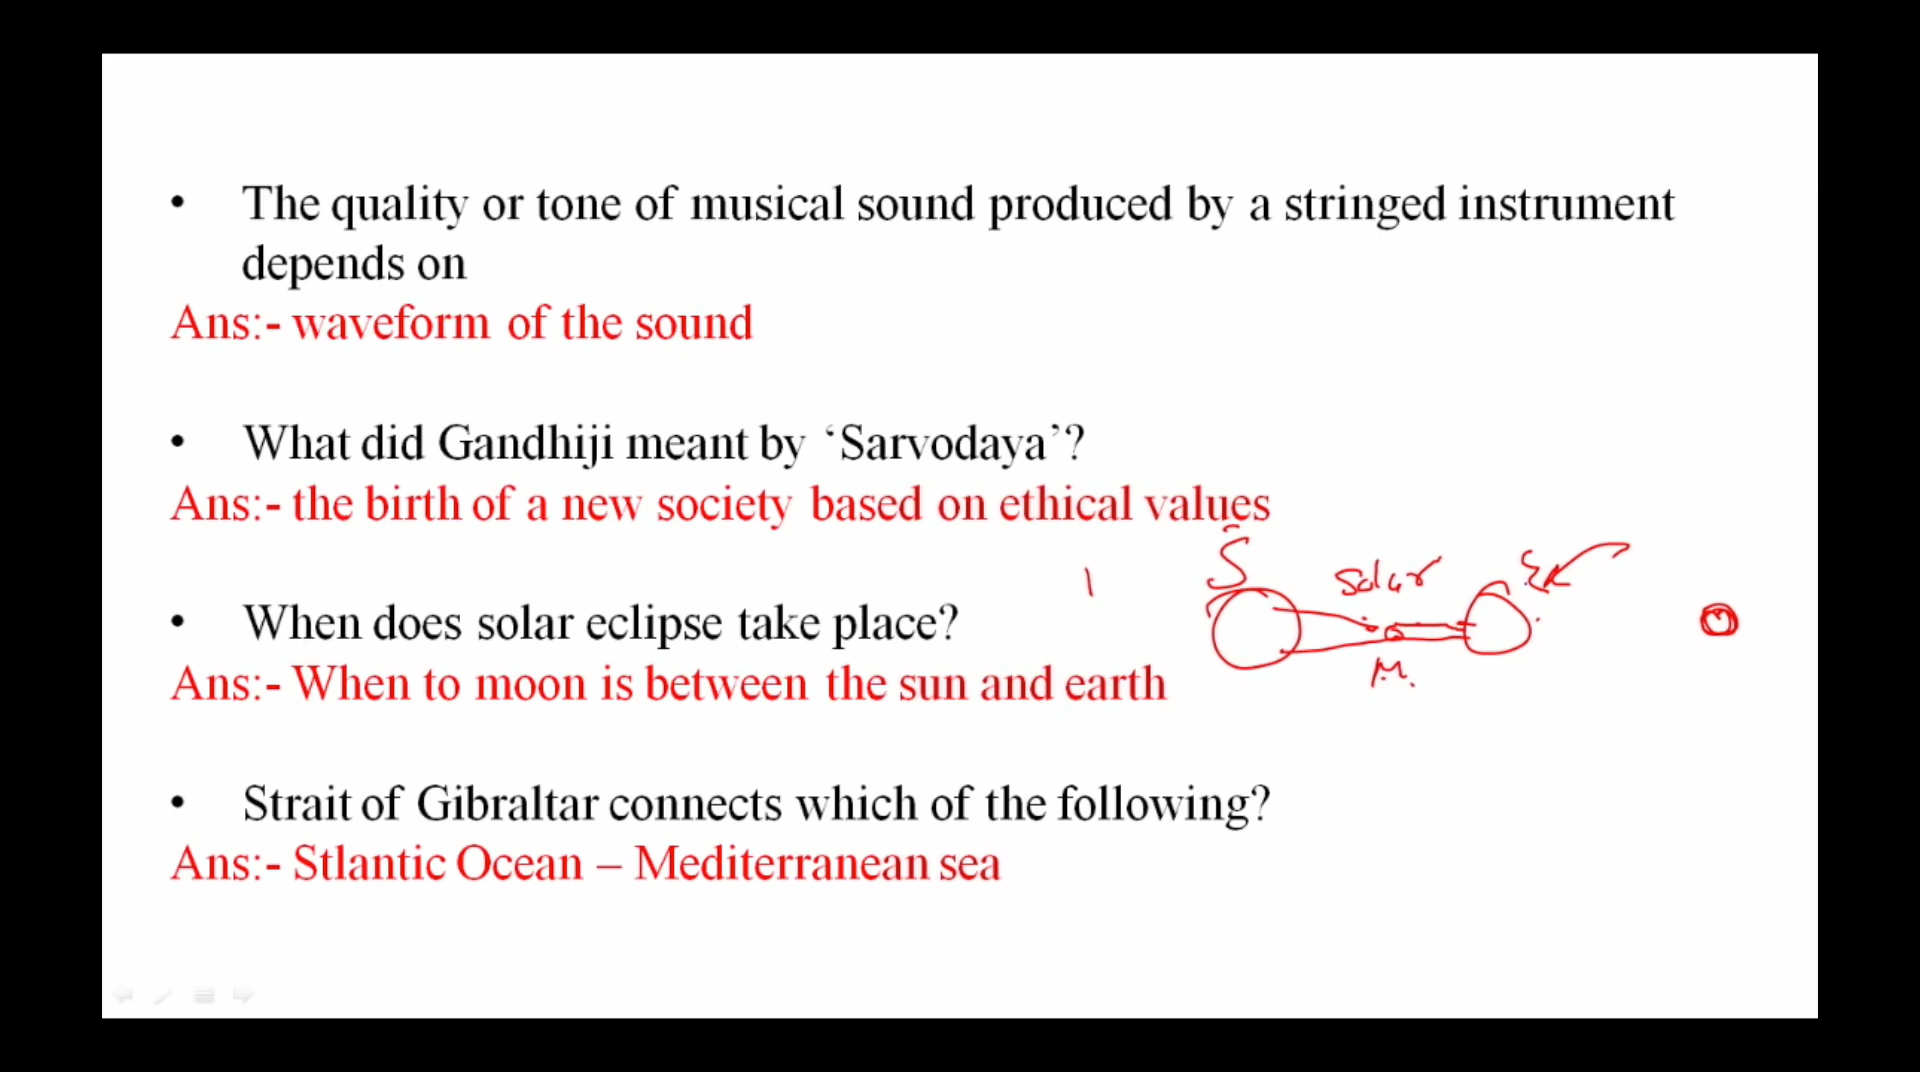 • The quality or tone of musical sound produced by a stringed instrument
depends on
Ans:- waveform of the sound
• What did Gandhiji meant by ‘Sarvodaya’?
Ans:- the birth of a new society based on ethical values
S
solar
• When does solar eclipse take place?
M.
Ans:- When to moon is between the sun and earth
• Strait of Gibraltar connects which of the following?
Ans:- Stlantic Ocean – Mediterranean sea